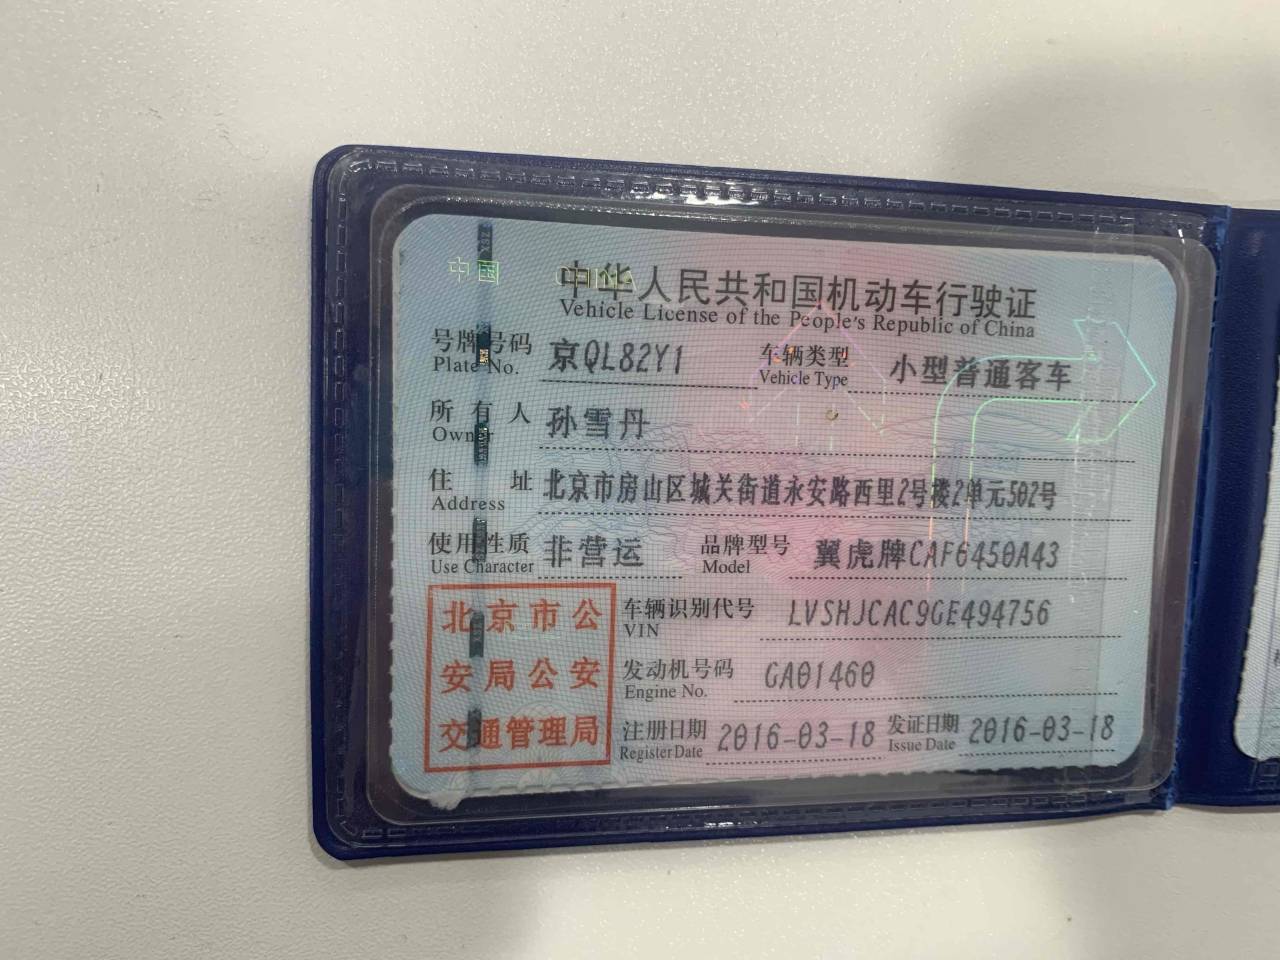 中国 CHINA
中华人民共和国机动车行驶证
Vehicle License of the People's Republic of China
号牌号码 京QL82Y1 车辆类型 小型普通客车
Plate No. Vehicle Type
所有人 孙雪丹
Owner
住址 北京市房山区城关街道永安路西里2号楼2单元502号
Address
使用性质 非营运 品牌型号 翼虎牌CAF6450A43
Use Character Model
北京市公
安局公安
交通管理局
车辆识别代号 LVSHJCAC9GE494756
VIN
发动机号码 GA01460
Engine No.
注册日期 2016-03-18 发证日期 2016-03-18
Register Date Issue Date